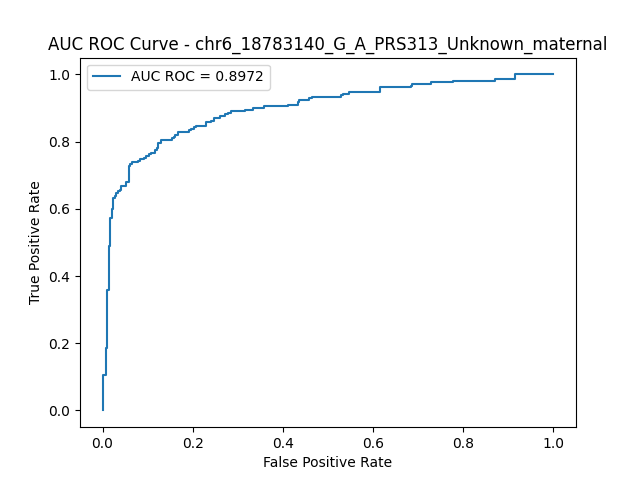 AUC ROC Curve - chr6_18783140_G_A_PRS313_Unknown_maternal
AUC ROC = 0.8972
True Positive Rate
1.0
0.8
0.6
0.4
0.2
0.0
0.0 0.2 0.4 0.6 0.8 1.0
False Positive Rate